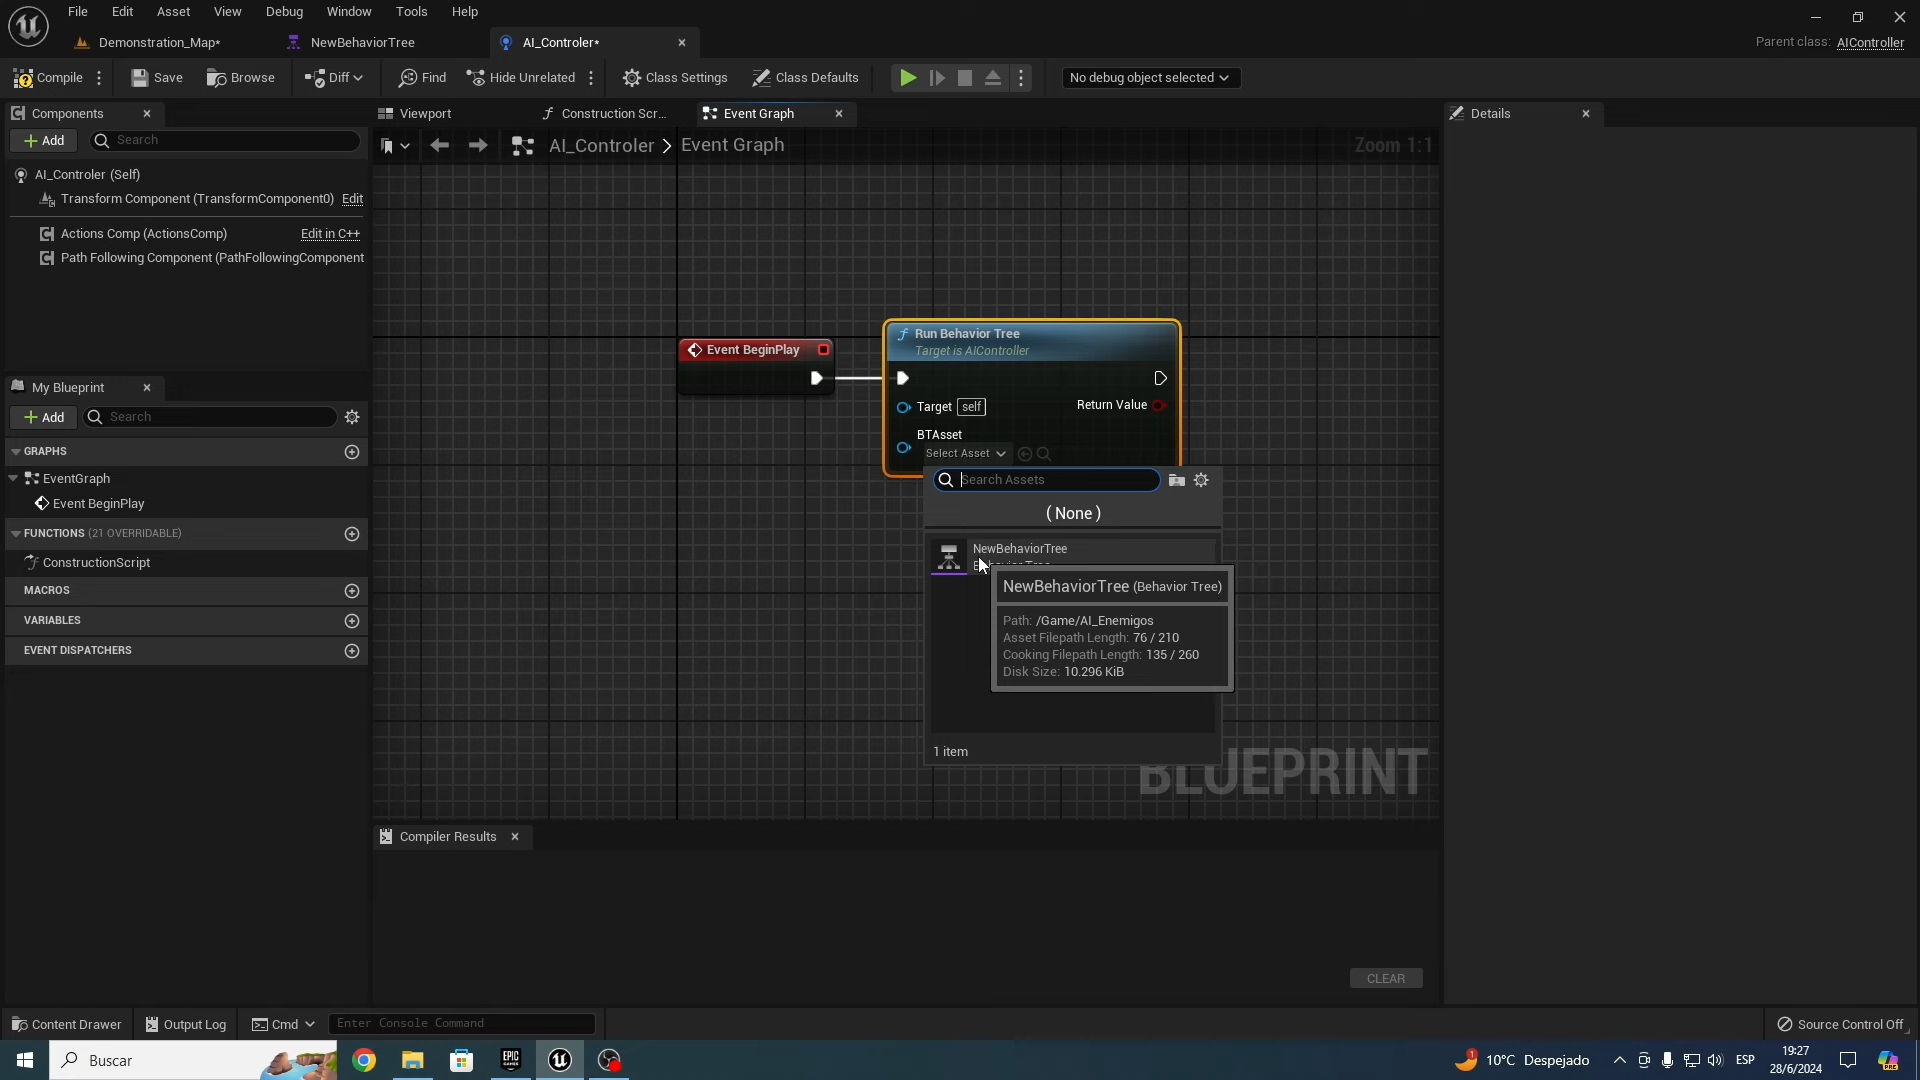 File Edit Asset View Debug Window Tools Help
Demonstration_Map* NewBehaviorTree AI_Controler*
Parent class: AIController
Compile Save Browse Diff Find Hide Unrelated Class Settings Class Defaults No debug object selected
Components Viewport Construction Scr... Event Graph Details
Add Search
AI_Controler > Event Graph Zoom 1:1
AI_Controler (Self)
Transform Component (TransformComponent0) Edit
Actions Comp (ActionsComp) Edit in C++
Path Following Component (PathFollowingComponent
Event BeginPlay
Run Behavior Tree
Target is AIController
Target self
Return Value
BTAsset
Select Asset
Search Assets
( None )
NewBehaviorTree
NewBehaviorTree (Behavior Tree)
Path: /Game/AI_Enemigos
Asset Filepath Length: 76 / 210
Cooking Filepath Length: 135 / 260
Disk Size: 10.296 KiB
1 item
BLUEPRINT
My Blueprint
Add Search
GRAPHS
EventGraph
Event BeginPlay
FUNCTIONS (21 OVERRIDABLE)
ConstructionScript
MACROS
VARIABLES
EVENT DISPATCHERS
Compiler Results
CLEAR
Content Drawer Output Log Cmd Enter Console Command Source Control Off
Buscar
EPIC GAMES
1 10°C Despejado ESP 19:27
28/6/2024
PRE